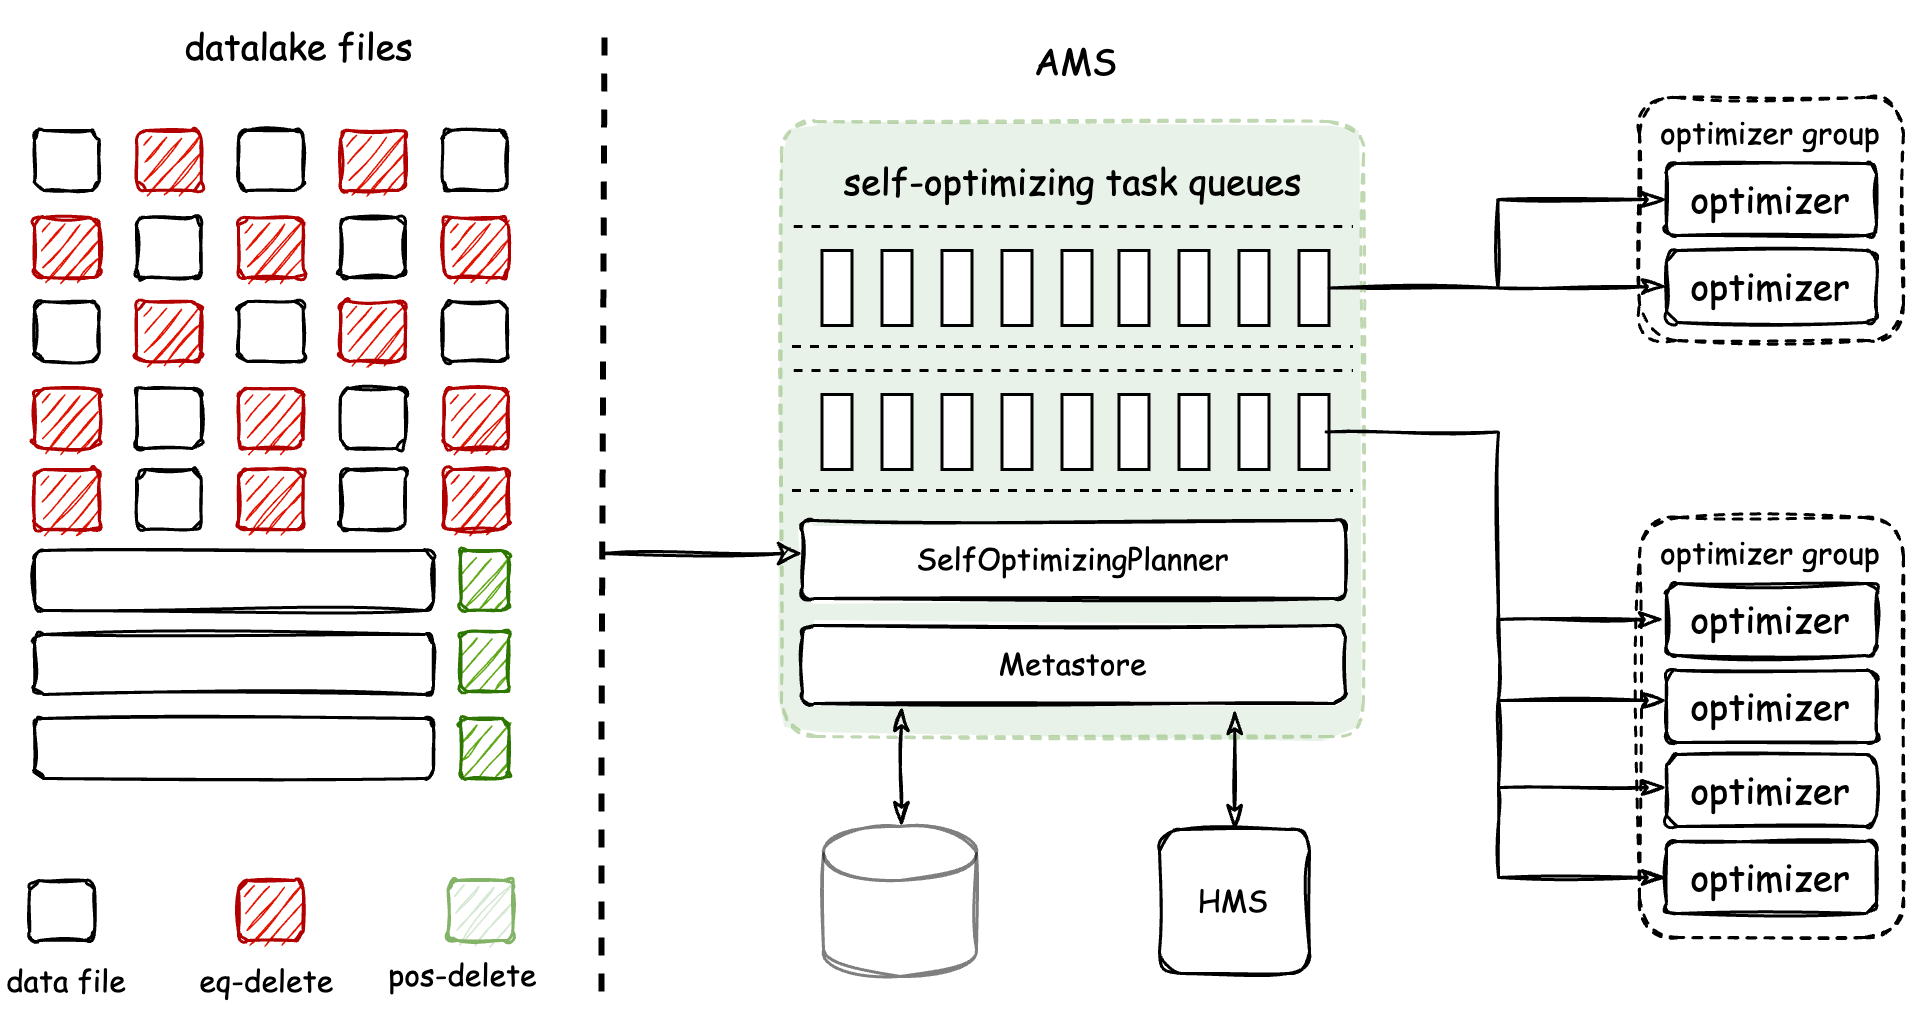 datalake files
AMS
self-optimizing task queues
SelfOptimizingPlanner
Metastore
HMS
optimizer group
optimizer
optimizer
optimizer group
optimizer
optimizer
optimizer
optimizer
data file
eq-delete
pos-delete